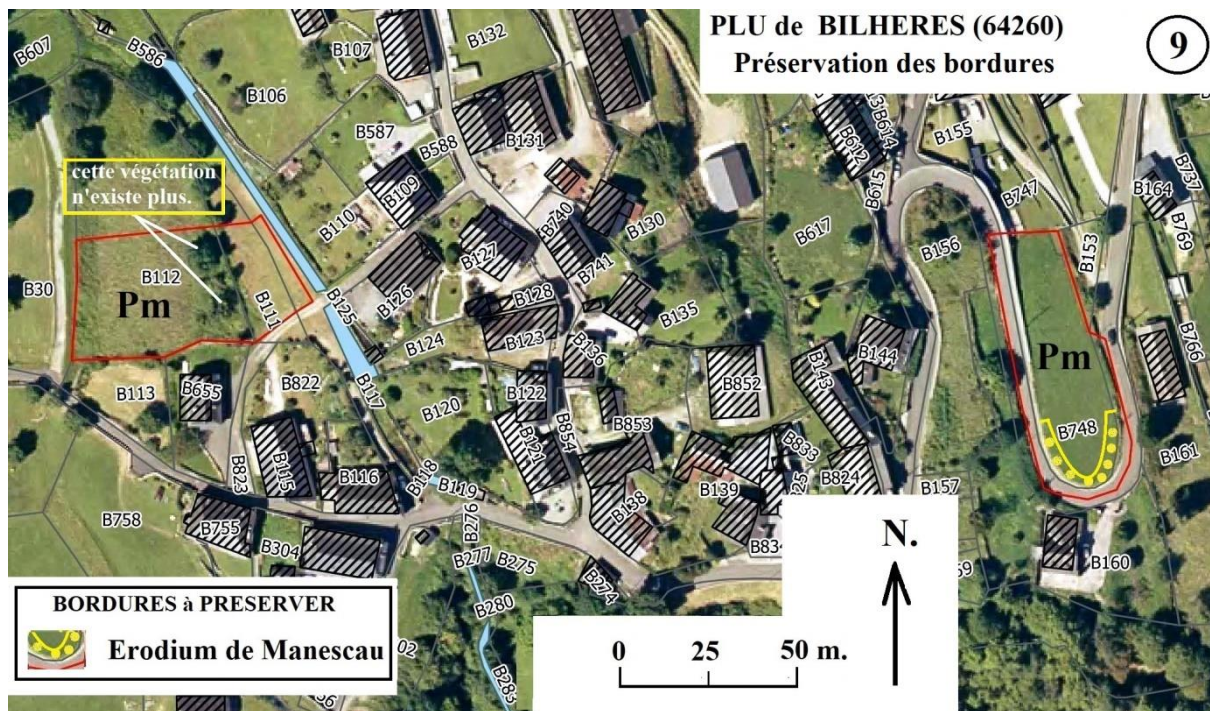 PLU de BILHERES (64260)
Préservation des bordures
9
B607
B586
B107
B132
B106
B587
B588
B131
B109
B110
cette végétation
n'existe plus.
B30
B112
Pm
B111
B125
B126
B127
B740
B741
B130
B128
B123
B124
B135
B136
B612
B614
B615
B155
B747
B617
B156
B153
B164
B737
B769
B766
Pm
B748
B161
B160
B157
B113
B655
B822
B117
B120
B122
B121
B854
B853
B852
B143
B144
B833
B824
B139
B138
B823
B115
B116
B118
B119
B758
B755
B304
B276
B277
B275
B274
B280
B283
BORDURES à PRESERVER
Erodium de Manescau
N.
0 25 50 m.